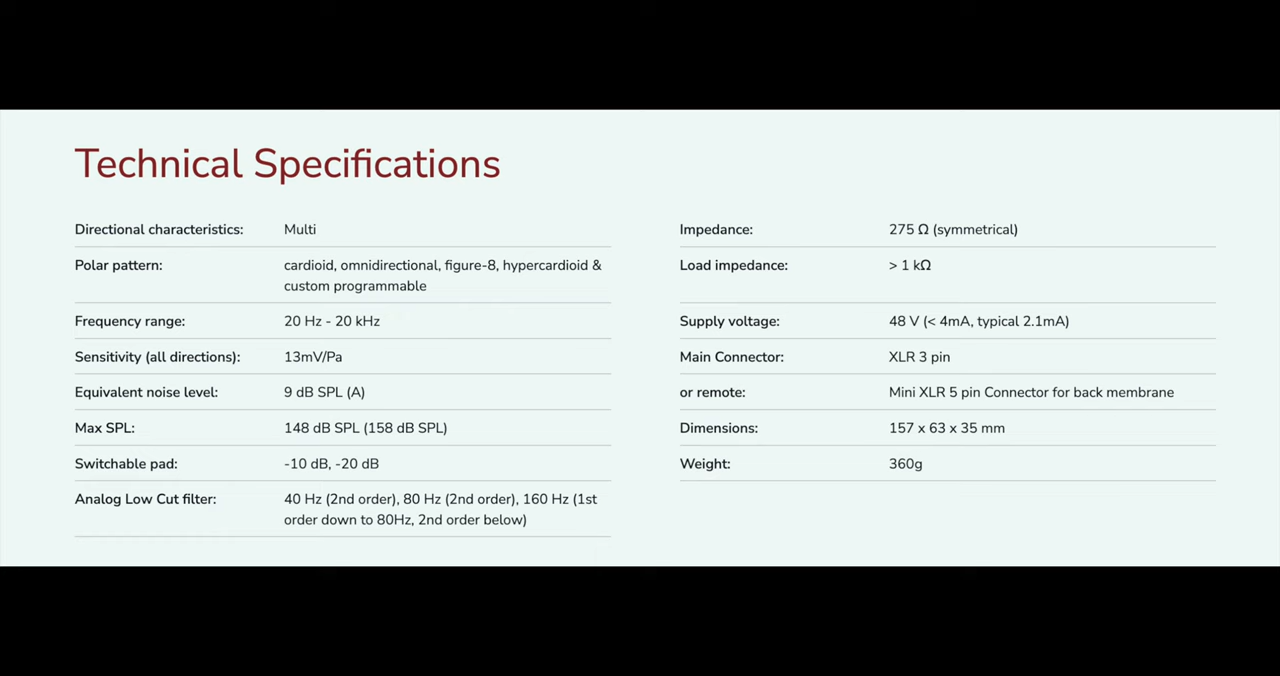 Technical Specifications
Directional characteristics: Multi
Polar pattern: cardioid, omnidirectional, figure-8, hypercardioid &
custom programmable
Frequency range: 20 Hz - 20 kHz
Sensitivity (all directions): 13mV/Pa
Equivalent noise level: 9 dB SPL (A)
Max SPL: 148 dB SPL (158 dB SPL)
Switchable pad: -10 dB, -20 dB
Analog Low Cut filter: 40 Hz (2nd order), 80 Hz (2nd order), 160 Hz (1st
order down to 80Hz, 2nd order below)
Impedance: 275 Ω (symmetrical)
Load impedance: > 1 kΩ
Supply voltage: 48 V (< 4mA, typical 2.1mA)
Main Connector: XLR 3 pin
or remote: Mini XLR 5 pin Connector for back membrane
Dimensions: 157 x 63 x 35 mm
Weight: 360g